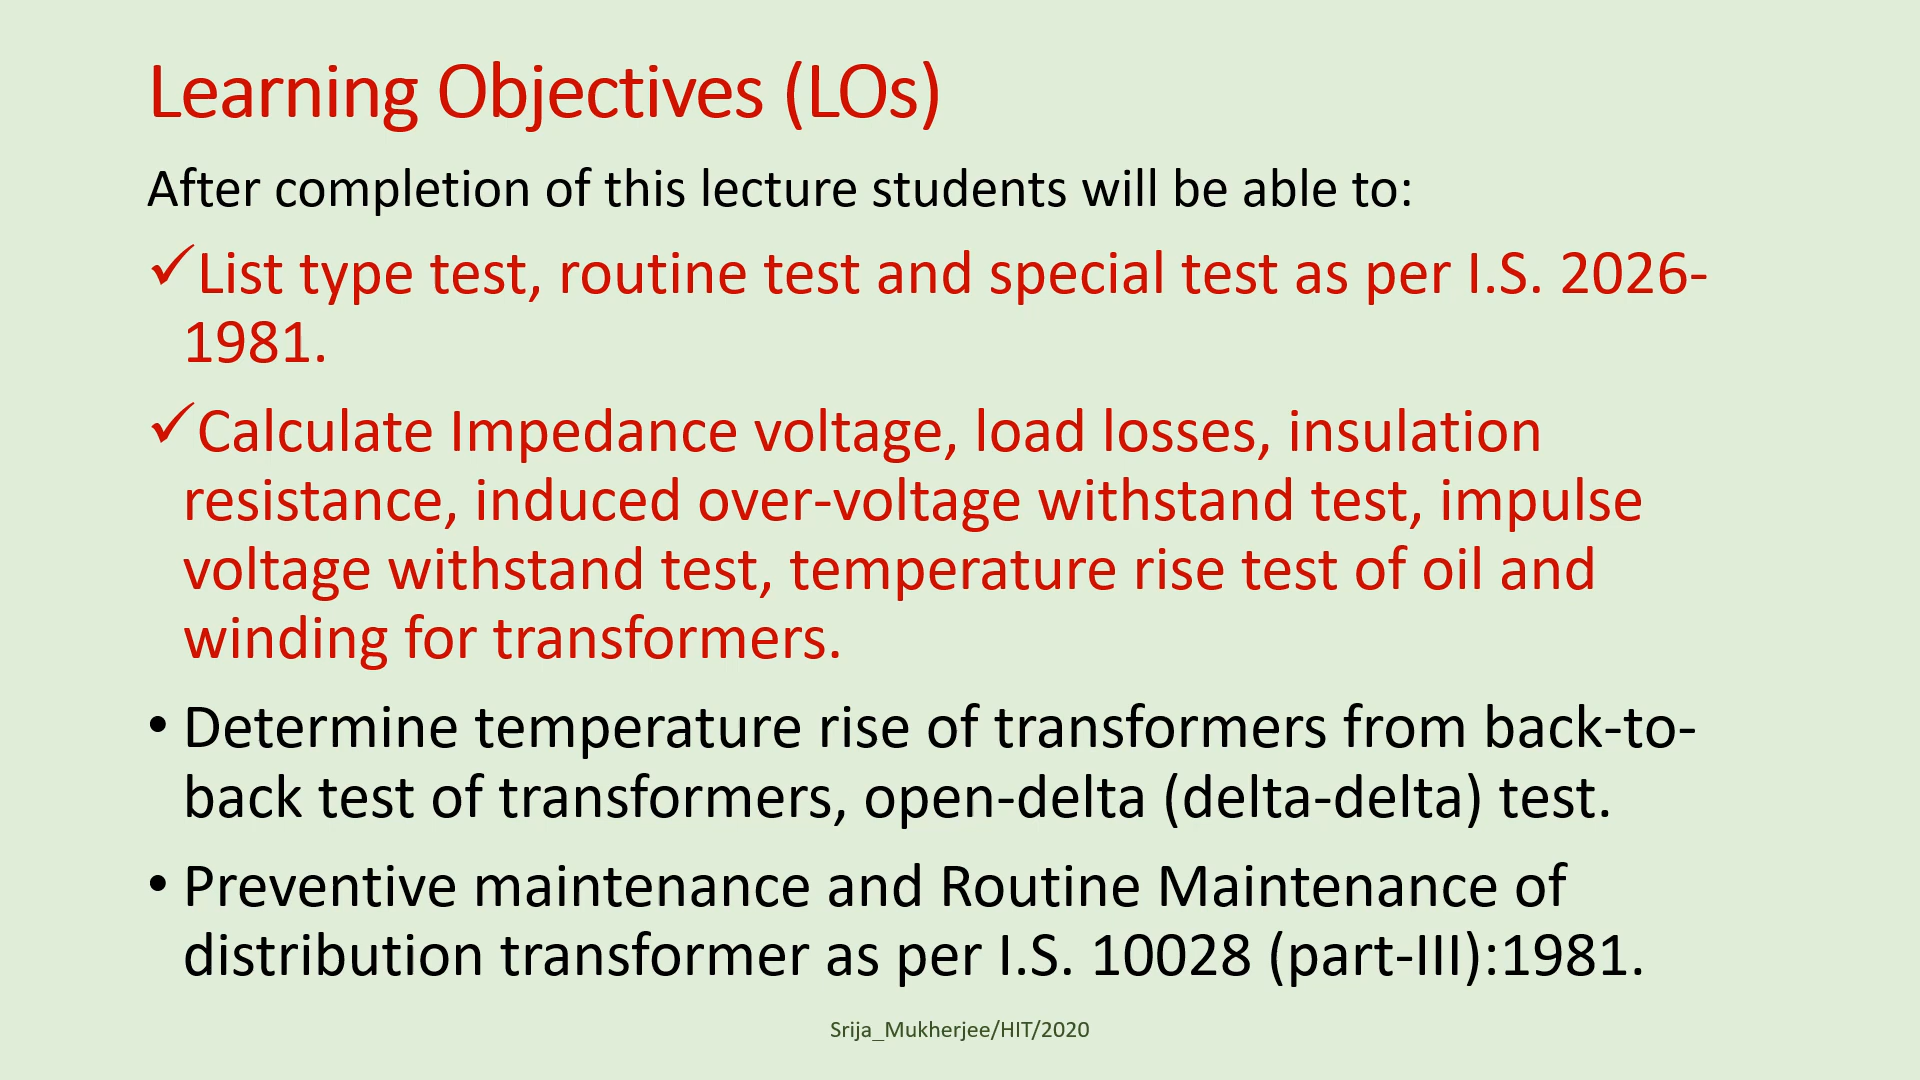 Learning Objectives (LOs)
After completion of this lecture students will be able to:
✓List type test, routine test and special test as per I.S. 2026-
1981.
✓Calculate Impedance voltage, load losses, insulation
resistance, induced over-voltage withstand test, impulse
voltage withstand test, temperature rise test of oil and
winding for transformers.
• Determine temperature rise of transformers from back-to-
back test of transformers, open-delta (delta-delta) test.
• Preventive maintenance and Routine Maintenance of
distribution transformer as per I.S. 10028 (part-III):1981.
Srija_Mukherjee/HIT/2020